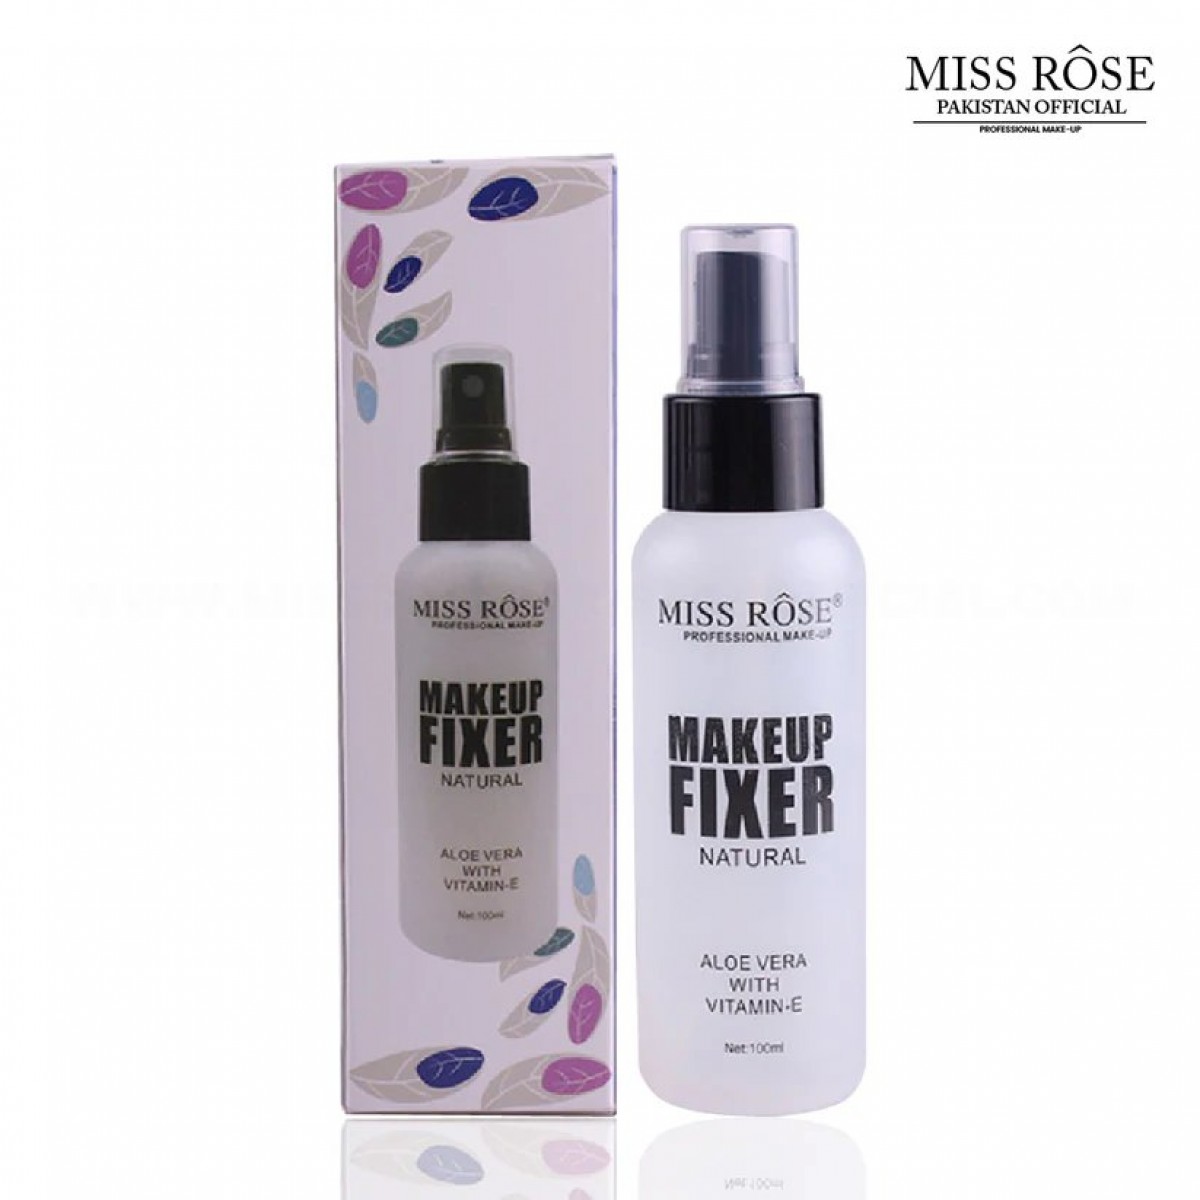 MISS RÔSE
PAKISTAN OFFICIAL
PROFESSIONAL MAKE-UP
MISS RÔSE®
PROFESSIONAL MAKE-UP
MAKEUP
FIXER
NATURAL
ALOE VERA
WITH
VITAMIN-E
Net:100ml
MISS RÔSE®
PROFESSIONAL MAKE-UP
MAKEUP
FIXER
NATURAL
ALOE VERA
WITH
VITAMIN-E
Net:100ml